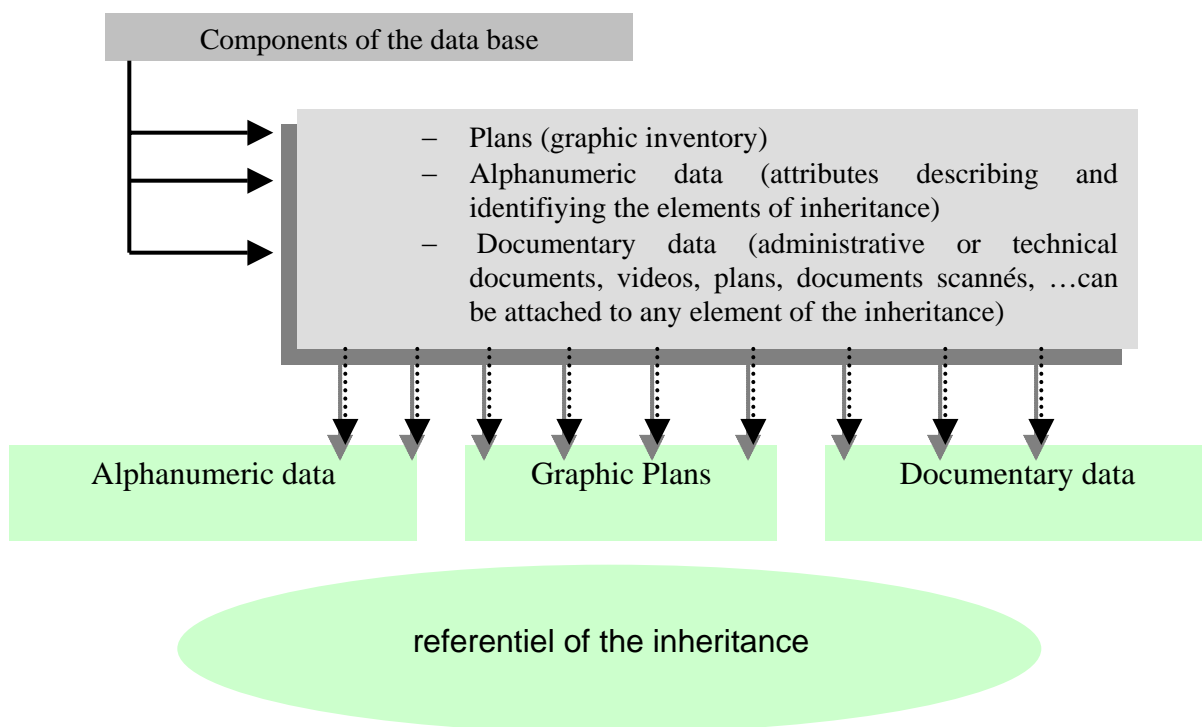 Components of the data base
– Plans (graphic inventory)
– Alphanumeric data (attributes describing and
identifiying the elements of inheritance)
– Documentary data (administrative or technical
documents, videos, plans, documents scannés, …can
be attached to any element of the inheritance)
Alphanumeric data
Graphic Plans
Documentary data
referentiel of the inheritance